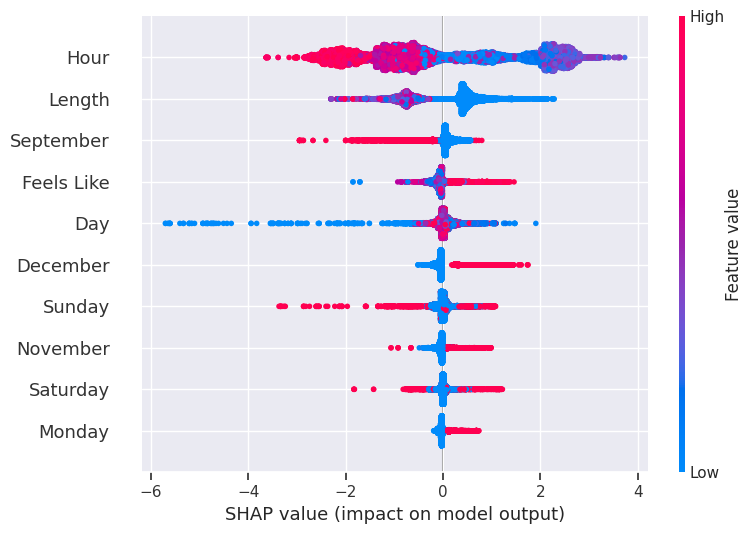 High
Hour
Length
September
Feels Like
Day
December
Sunday
November
Saturday
Monday
Feature value
Low
−6 −4 −2 0 2 4
SHAP value (impact on model output)